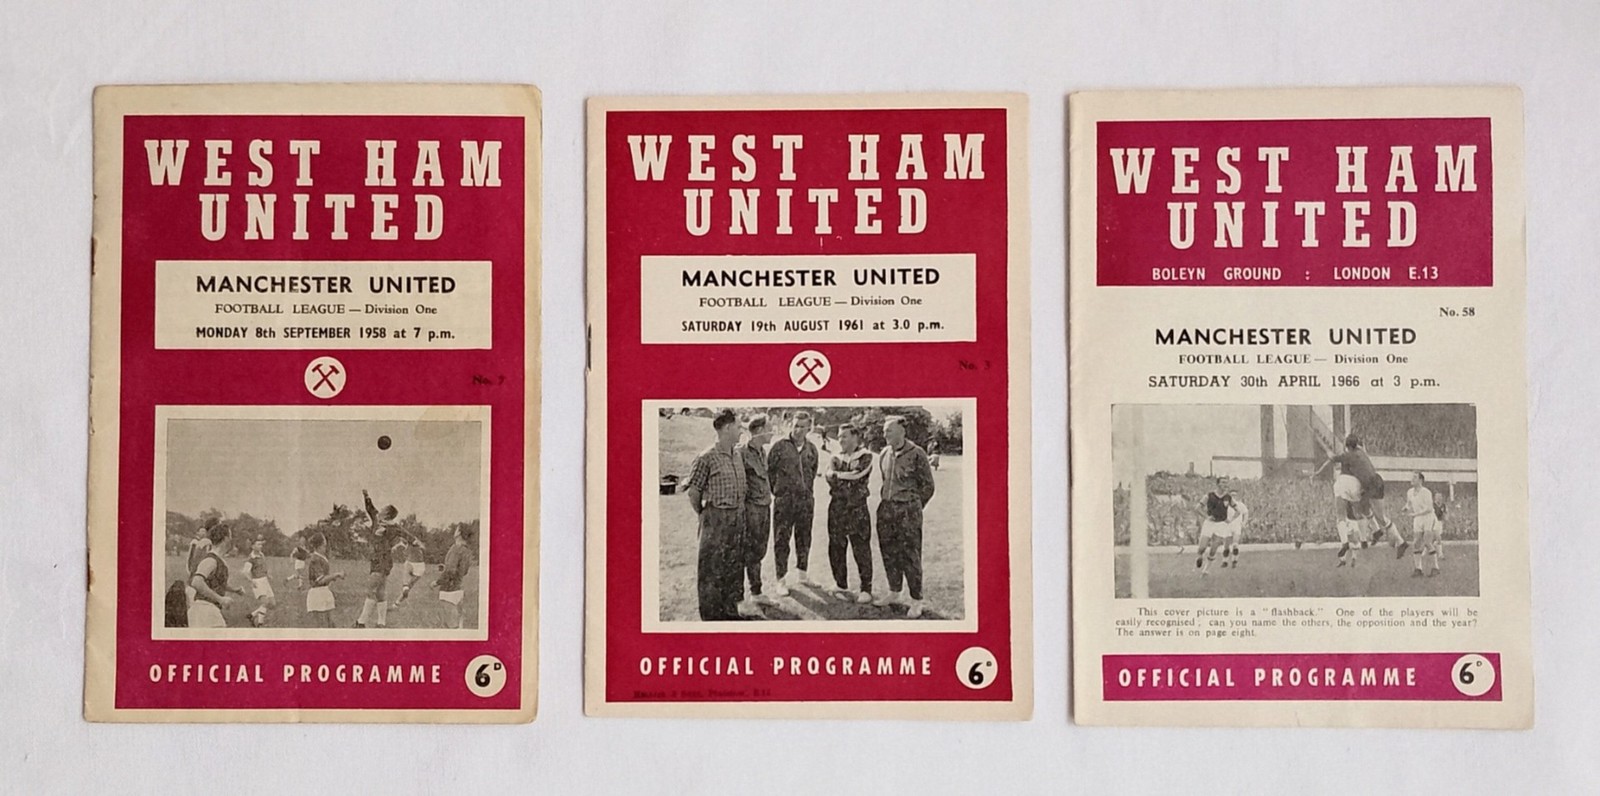 WEST HAM
UNITED
MANCHESTER UNITED
FOOTBALL LEAGUE — Division One
MONDAY 8th SEPTEMBER 1958 at 7 p.m.
No. 7
OFFICIAL PROGRAMME 6D
WEST HAM
UNITED
MANCHESTER UNITED
FOOTBALL LEAGUE — Division One
SATURDAY 19th AUGUST 1961 at 3.0 p.m.
No. 3
OFFICIAL PROGRAMME 6D
WEST HAM
UNITED
BOLEYN GROUND : LONDON E.13
No. 58
MANCHESTER UNITED
FOOTBALL LEAGUE — Division One
SATURDAY 30th APRIL 1966 at 3 p.m.
This cover picture is a "flashback." One of the players will be
easily recognised; can you name the others, the opposition and the year?
The answer is on page eight.
OFFICIAL PROGRAMME 6D